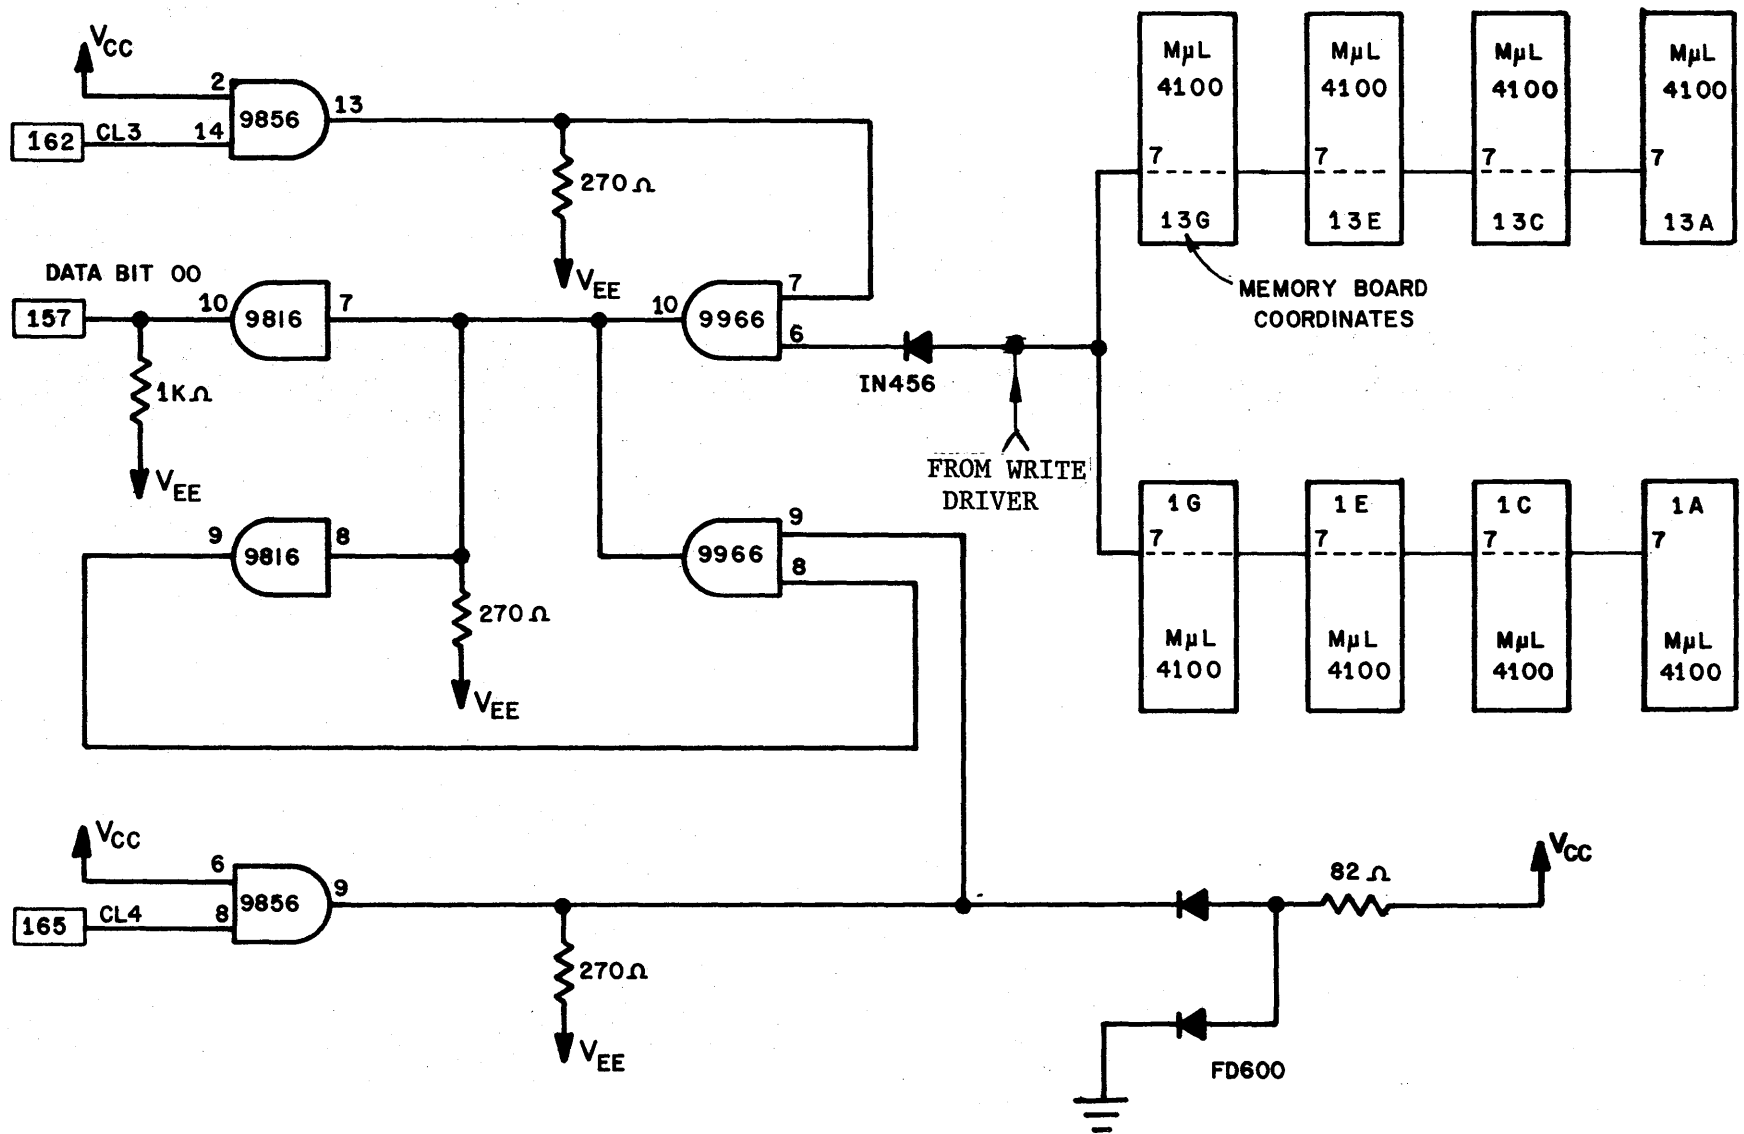 VCC
2
162
CL3
14
9856
13
270Ω
VEE
DATA BIT 00
157
10
9816
7
1KΩ
VEE
10
9966
7
6
IN456
FROM WRITE
DRIVER
9
9816
8
270Ω
VEE
9966
9
8
VCC
6
165
CL4
8
9856
9
270Ω
VEE
82Ω
VCC
FD600
MμL
4100
7
13G
MμL
4100
7
13E
MμL
4100
7
13C
MμL
4100
7
13A
MEMORY BOARD
COORDINATES
1G
7
MμL
4100
1E
7
MμL
4100
1C
7
MμL
4100
1A
7
MμL
4100